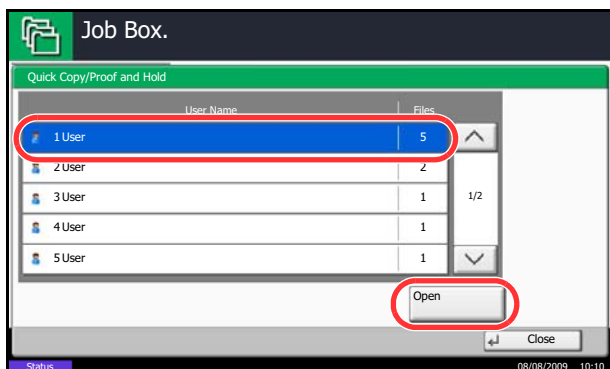 Job Box.
Quick Copy/Proof and Hold
User Name Files
1 User 5
2 User 2
3 User 1
1/2
4 User 1
5 User 1
Open
Close
Status 08/08/2009 10:10